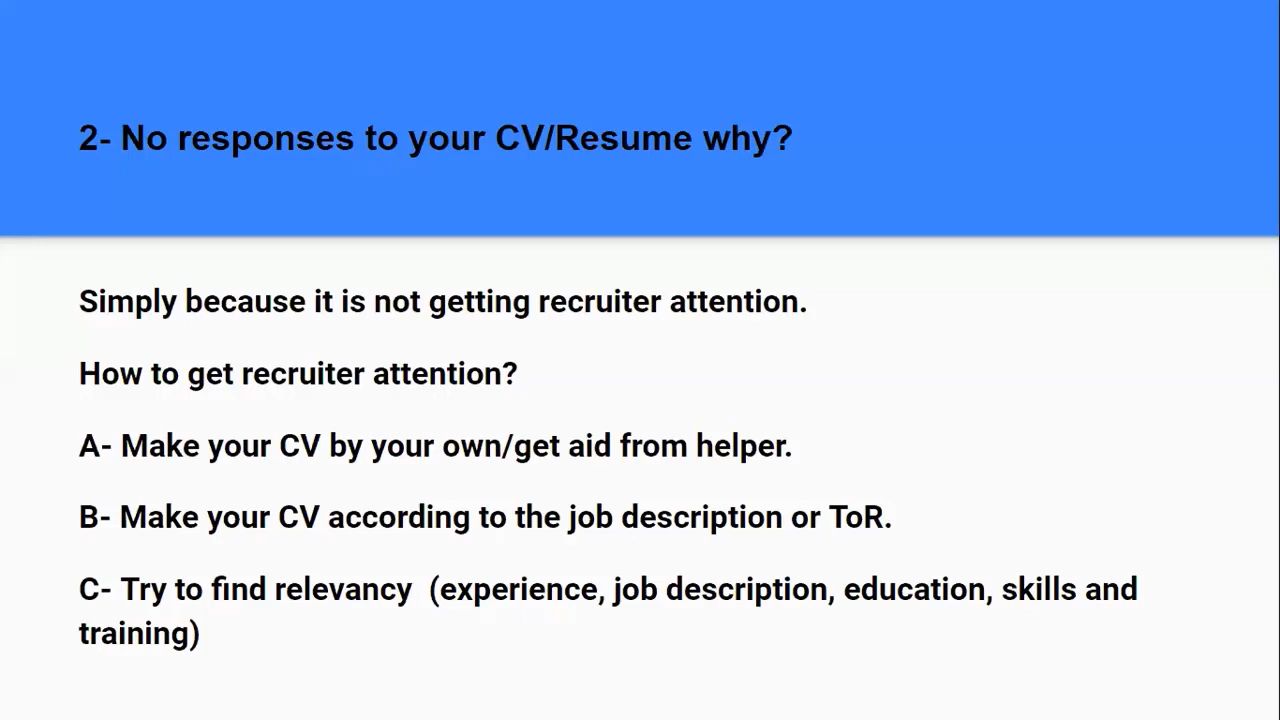 2- No responses to your CV/Resume why?
Simply because it is not getting recruiter attention.
How to get recruiter attention?
A- Make your CV by your own/get aid from helper.
B- Make your CV according to the job description or ToR.
C- Try to find relevancy  (experience, job description, education, skills and
training)